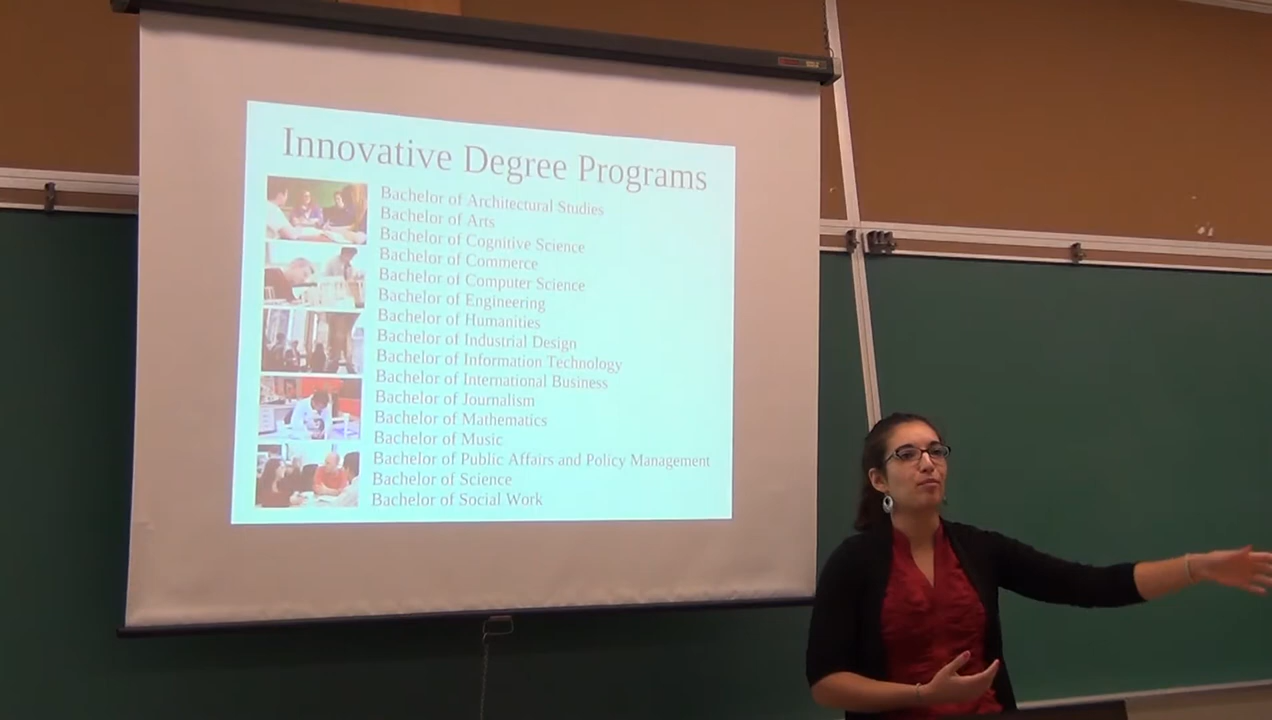 Innovative Degree Programs
Bachelor of Architectural Studies
Bachelor of Arts
Bachelor of Cognitive Science
Bachelor of Commerce
Bachelor of Computer Science
Bachelor of Engineering
Bachelor of Humanities
Bachelor of Industrial Design
Bachelor of Information Technology
Bachelor of International Business
Bachelor of Journalism
Bachelor of Mathematics
Bachelor of Music
Bachelor of Public Affairs and Policy Management
Bachelor of Science
Bachelor of Social Work